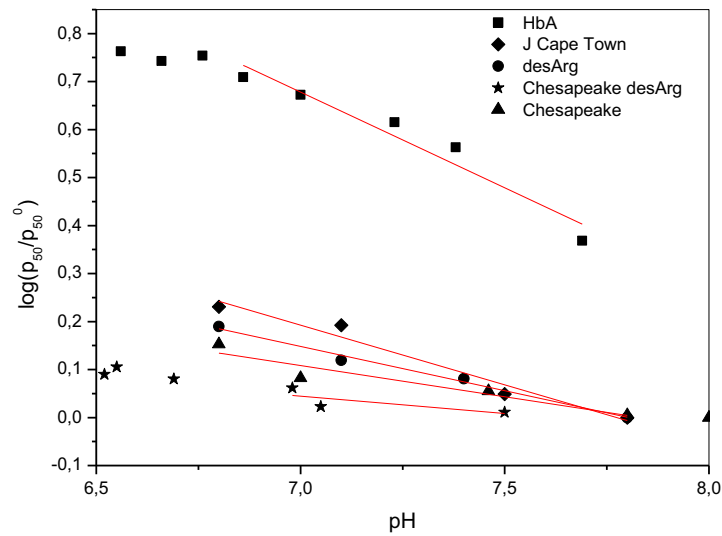 HbA
J Cape Town
desArg
Chesapeake desArg
Chesapeake
0,8
0,7
0,6
0,5
0,4
0,3
0,2
0,1
0,0
-0,1
log(p₅₀/p₅₀⁰)
6,5
7,0
7,5
8,0
pH